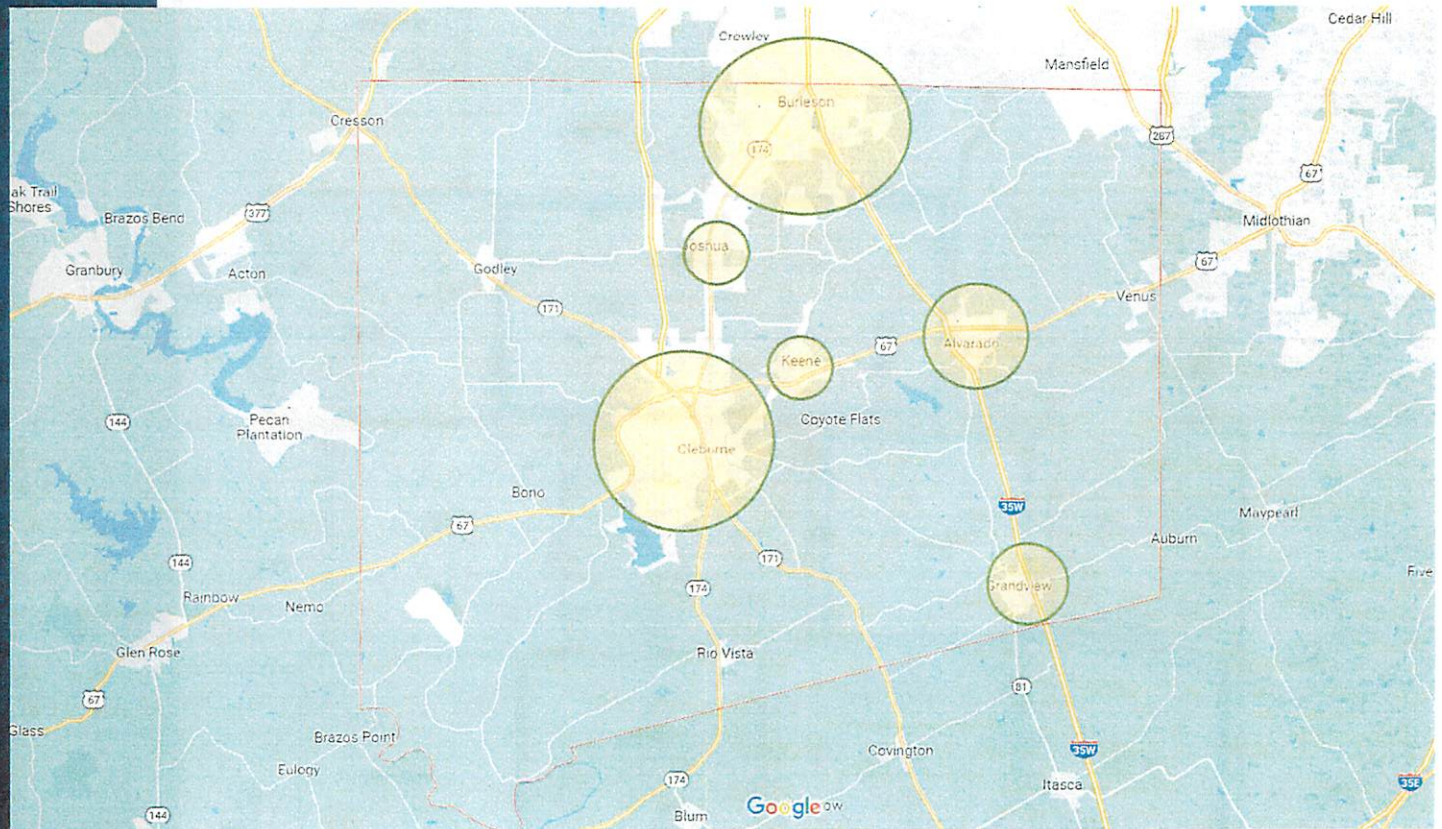 Cedar Hill
Crowley
Mansfield
Burleson
Cresson
287
174
67
ak Trail
Shores
Brazos Bend
377
Midlothian
Joshua
67
Granbury
Acton
Godley
Venus
171
67
Alvarado
Keene
144
Pecan
Plantation
Coyote Flats
Cleburne
Bono
67
35W
Maypearl
Auburn
171
144
Five
174
Grandview
Rainbow
Nemo
Glen Rose
Rio Vista
81
67
Glass
Brazos Point
35W
Covington
Eulogy
174
Itasca
35E
Google
ow
144
Blum